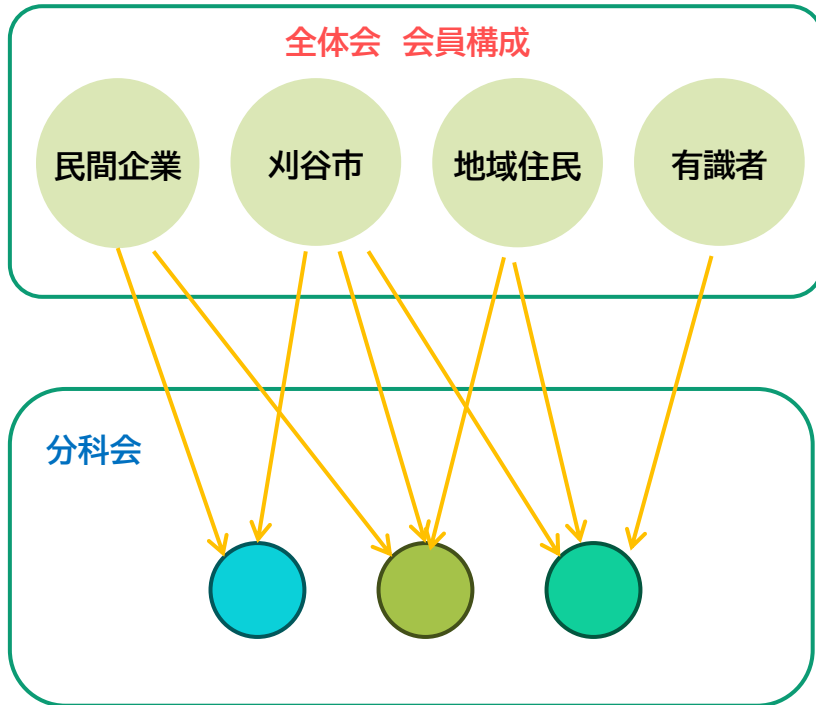 全体会 会員構成
民間企業
刈谷市
地域住民
有識者
分科会